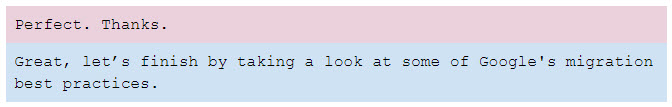 Perfect. Thanks.
Great, let’s finish by taking a look at some of Google's migration
best practices.